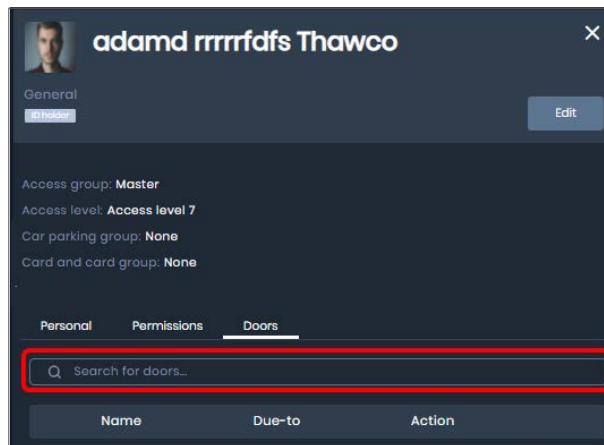 adamd rrrrrfdfs Thawco
General
ID holder
Edit
Access group: Master
Access level: Access level 7
Car parking group: None
Card and card group: None
Personal Permissions Doors
Search for doors...
Name Due-to Action